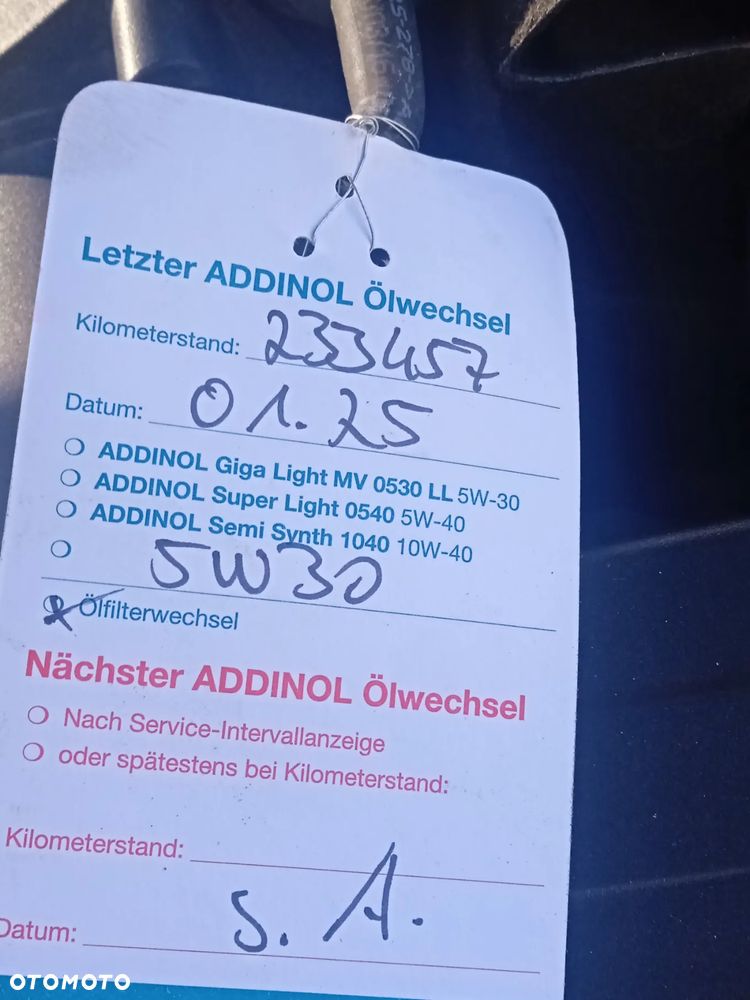 Letzter ADDINOL Ölwechsel
Kilometerstand: 233457
Datum: 01.25
ADDINOL Giga Light MV 0530 LL 5W-30
ADDINOL Super Light 0540 5W-40
ADDINOL Semi Synth 1040 10W-40
5W30
Ölfilterwechsel
Nächster ADDINOL Ölwechsel
Nach Service-Intervallanzeige
oder spätestens bei Kilometerstand:
Kilometerstand:
Datum: s. A.
OTOMOTO